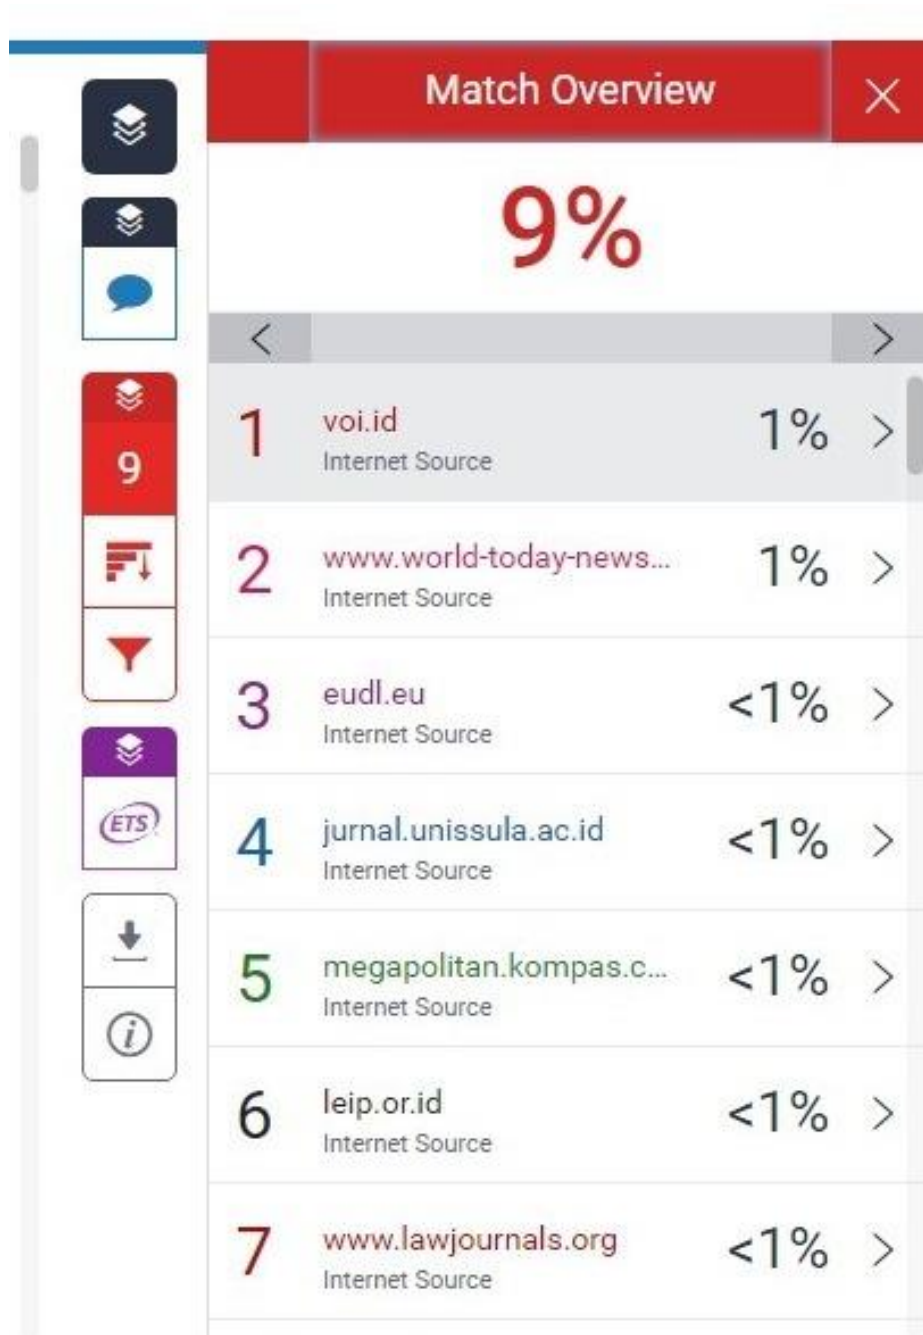 Match Overview
9%
9
ETS
1 voi.id 1%
Internet Source
2 www.world-today-news... 1%
Internet Source
3 eudl.eu <1%
Internet Source
4 jurnal.unissula.ac.id <1%
Internet Source
5 megapolitan.kompas.c... <1%
Internet Source
6 leip.or.id <1%
Internet Source
7 www.lawjournals.org <1%
Internet Source